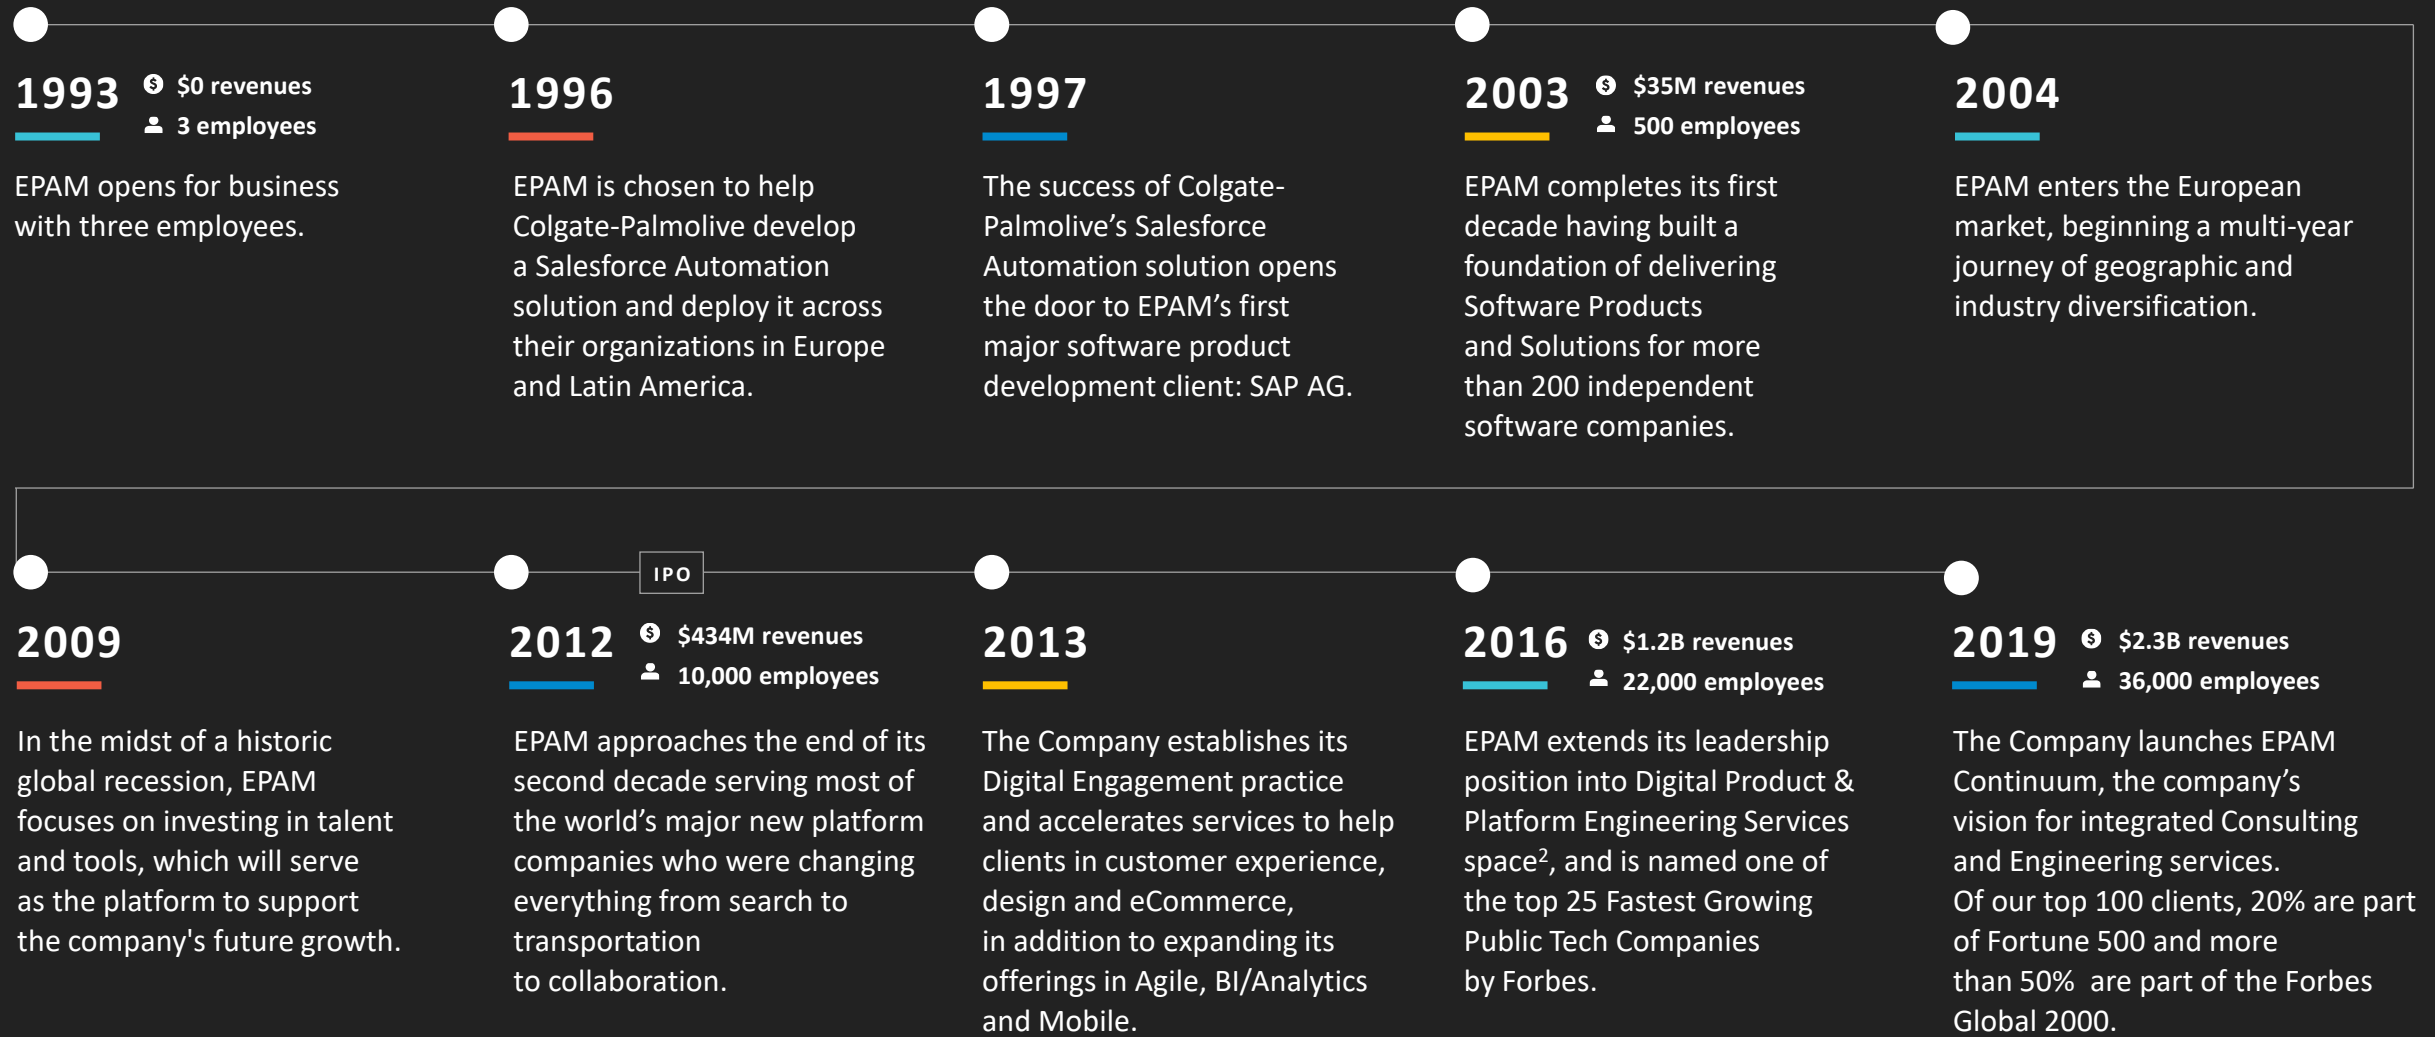 1993
$0 revenues
3 employees
EPAM opens for business
with three employees.
1996
EPAM is chosen to help
Colgate-Palmolive develop
a Salesforce Automation
solution and deploy it across
their organizations in Europe
and Latin America.
1997
The success of Colgate-
Palmolive’s Salesforce
Automation solution opens
the door to EPAM’s first
major software product
development client: SAP AG.
2003
$35M revenues
500 employees
EPAM completes its first
decade having built a
foundation of delivering
Software Products
and Solutions for more
than 200 independent
software companies.
2004
EPAM enters the European
market, beginning a multi-year
journey of geographic and
industry diversification.
2009
In the midst of a historic
global recession, EPAM
focuses on investing in talent
and tools, which will serve
as the platform to support
the company's future growth.
IPO
2012
$434M revenues
10,000 employees
EPAM approaches the end of its
second decade serving most of
the world’s major new platform
companies who were changing
everything from search to
transportation
to collaboration.
2013
The Company establishes its
Digital Engagement practice
and accelerates services to help
clients in customer experience,
design and eCommerce,
in addition to expanding its
offerings in Agile, BI/Analytics
and Mobile.
2016
$1.2B revenues
22,000 employees
EPAM extends its leadership
position into Digital Product &
Platform Engineering Services
space², and is named one of
the top 25 Fastest Growing
Public Tech Companies
by Forbes.
2019
$2.3B revenues
36,000 employees
The Company launches EPAM
Continuum, the company’s
vision for integrated Consulting
and Engineering services.
Of our top 100 clients, 20% are part
of Fortune 500 and more
than 50% are part of the Forbes
Global 2000.